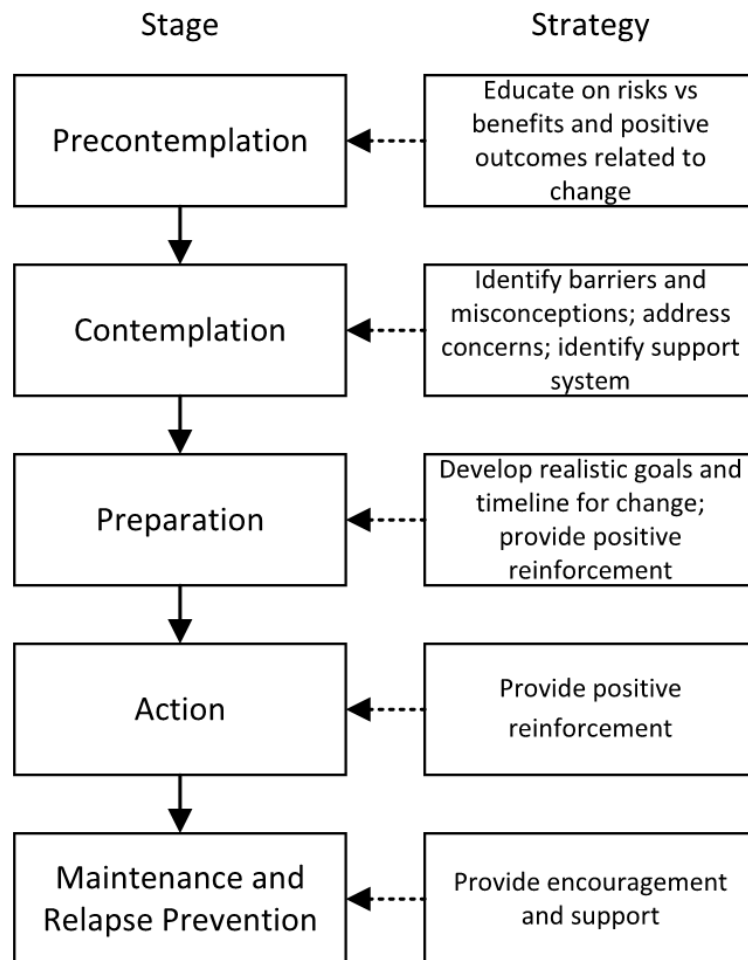 Stage
Strategy
Precontemplation
Educate on risks vs
benefits and positive
outcomes related to
change
Contemplation
Identify barriers and
misconceptions; address
concerns; identify support
system
Preparation
Develop realistic goals and
timeline for change;
provide positive
reinforcement
Action
Provide positive
reinforcement
Maintenance and
Relapse Prevention
Provide encouragement
and support